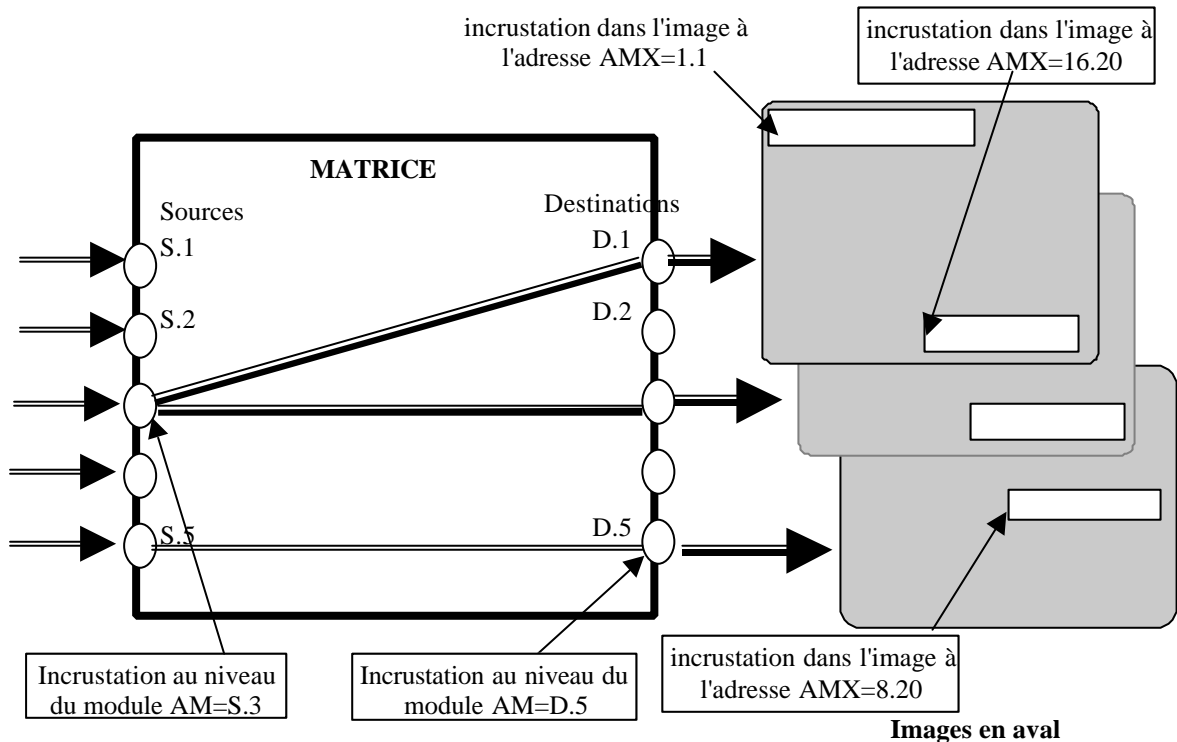 incrustation dans l'image à
l'adresse AMX=1.1
incrustation dans l'image à
l'adresse AMX=16.20
MATRICE
Sources
Destinations
S.1
D.1
S.2
D.2
S.5
D.5
Incrustation au niveau
du module AM=S.3
Incrustation au niveau du
module AM=D.5
incrustation dans l'image à
l'adresse AMX=8.20
Images en aval